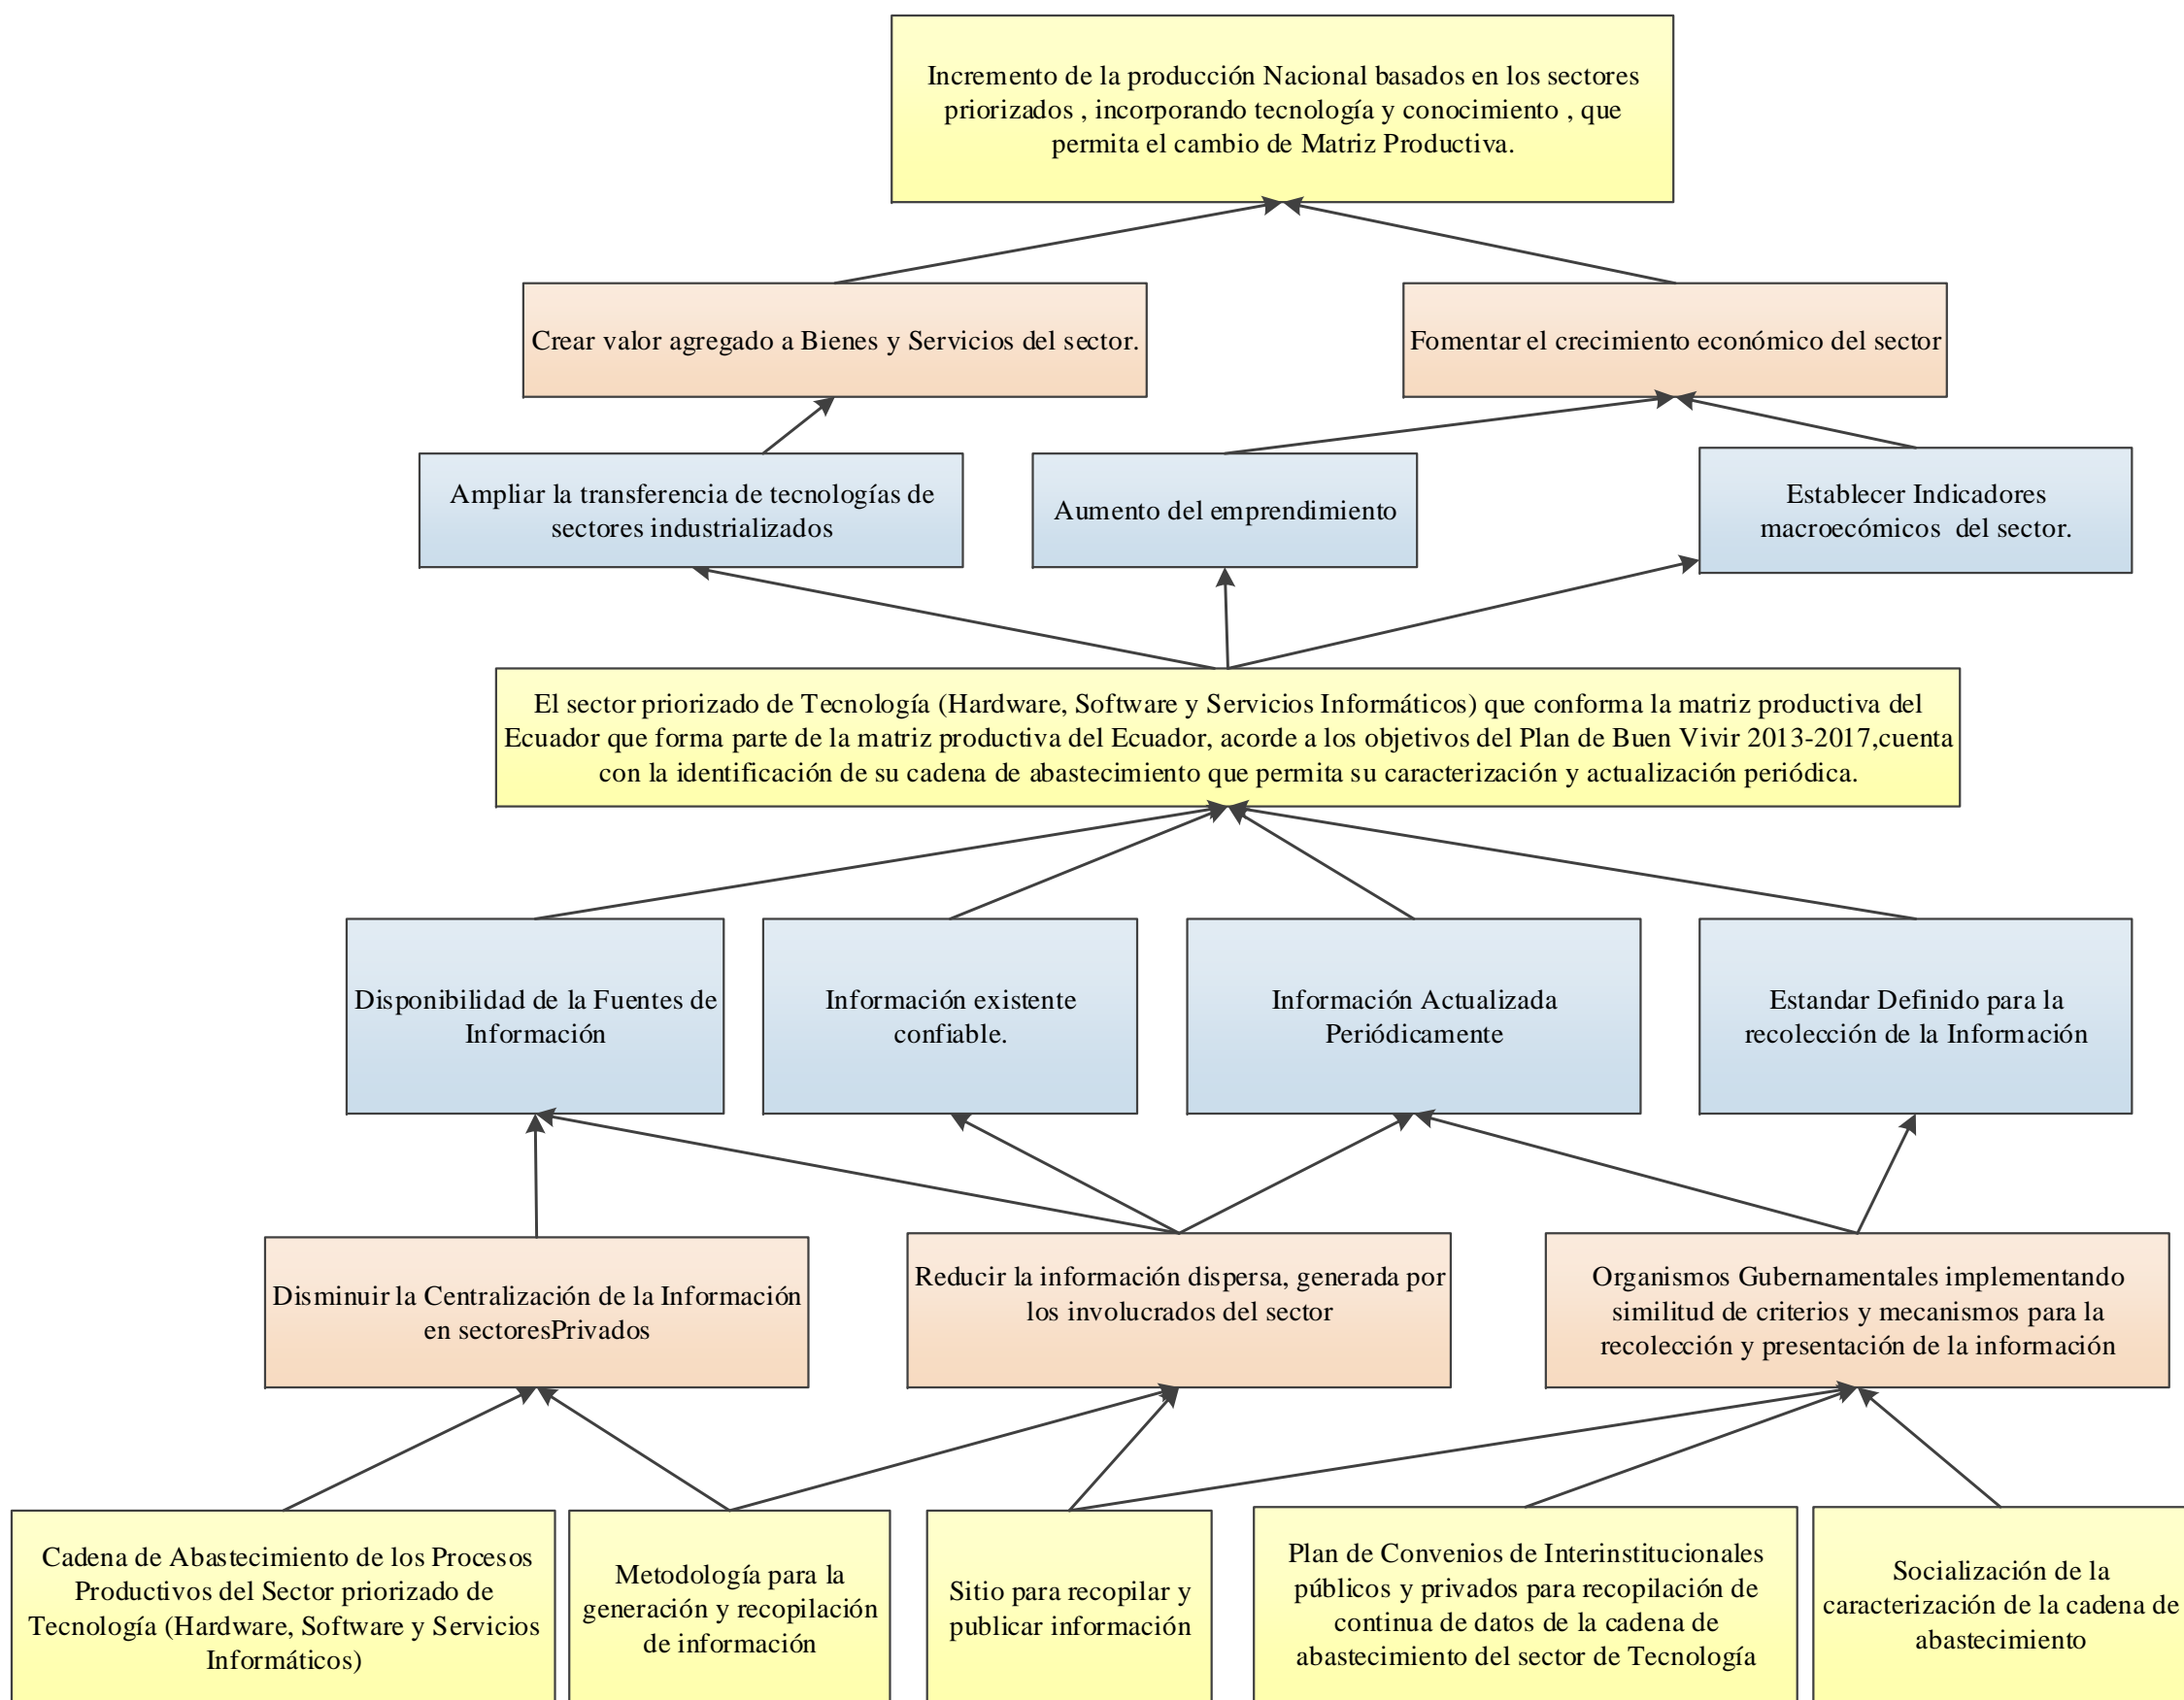 Incremento de la producción Nacional basados en los sectores
priorizados , incorporando tecnología y conocimiento , que
permita el cambio de Matriz Productiva.
Crear valor agregado a Bienes y Servicios del sector.
Fomentar el crecimiento económico del sector
Ampliar la transferencia de tecnologías de
sectores industrializados
Aumento del emprendimiento
Establecer Indicadores
macroecómicos  del sector.
El sector priorizado de Tecnología (Hardware, Software y Servicios Informáticos) que conforma la matriz productiva del
Ecuador que forma parte de la matriz productiva del Ecuador, acorde a los objetivos del Plan de Buen Vivir 2013-2017,cuenta
con la identificación de su cadena de abastecimiento que permita su caracterización y actualización periódica.
Disponibilidad de la Fuentes de
Información
Información existente
confiable.
Información Actualizada
Periódicamente
Estandar Definido para la
recolección de la Información
Disminuir la Centralización de la Información
en sectoresPrivados
Reducir la información dispersa, generada por
los involucrados del sector
Organismos Gubernamentales implementando
similitud de criterios y mecanismos para la
recolección y presentación de la información
Cadena de Abastecimiento de los Procesos
Productivos del Sector priorizado de
Tecnología (Hardware, Software y Servicios
Informáticos)
Metodología para la
generación y recopilación
de información
Sitio para recopilar y
publicar información
Plan de Convenios de Interinstitucionales
públicos y privados para recopilación de
continua de datos de la cadena de
abastecimiento del sector de Tecnología
Socialización de la
caracterización de la cadena de
abastecimiento